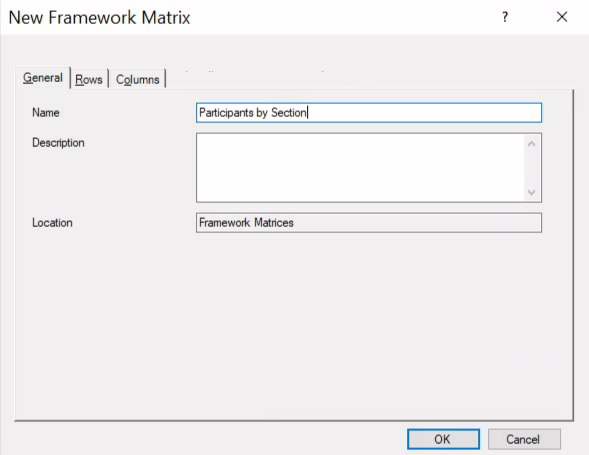 New Framework Matrix ?
General Rows Columns
Name Participants by Section
Description
Location Framework Matrices
OK Cancel